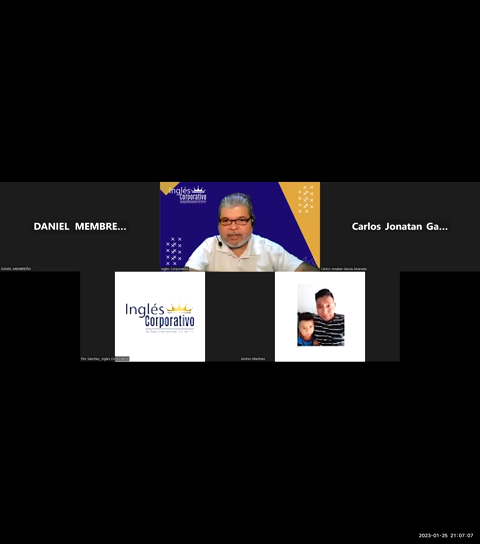 Inglés
Corporativo
DANIEL MEMBRE...
Carlos Jonatan Ga...
DANIEL MEMBREÑO
Inglés Corporativo
Carlos Jonatan Garcia Alvarado
Inglés
Corporativo
Andres Martinez
2023-01-25 21:07:07